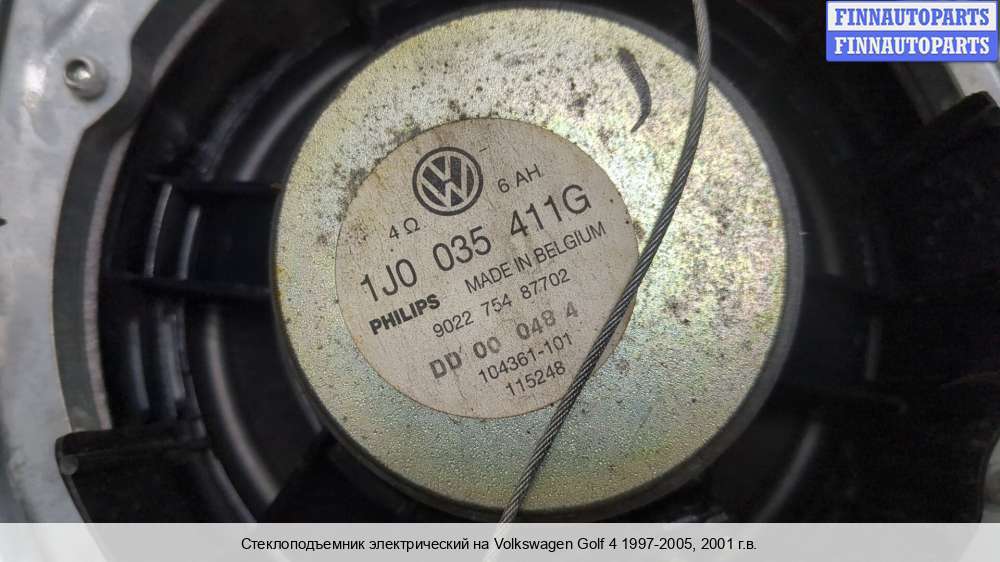 FINNAUTOPARTS
FINNAUTOPARTS
4Ω 6 AH.
1J0 035 411G
PHILIPS MADE IN BELGIUM
9022 754 87702
DD 00 048 4
104361-101
115248
Стеклоподъемник электрический на Volkswagen Golf 4 1997-2005, 2001 г.в.